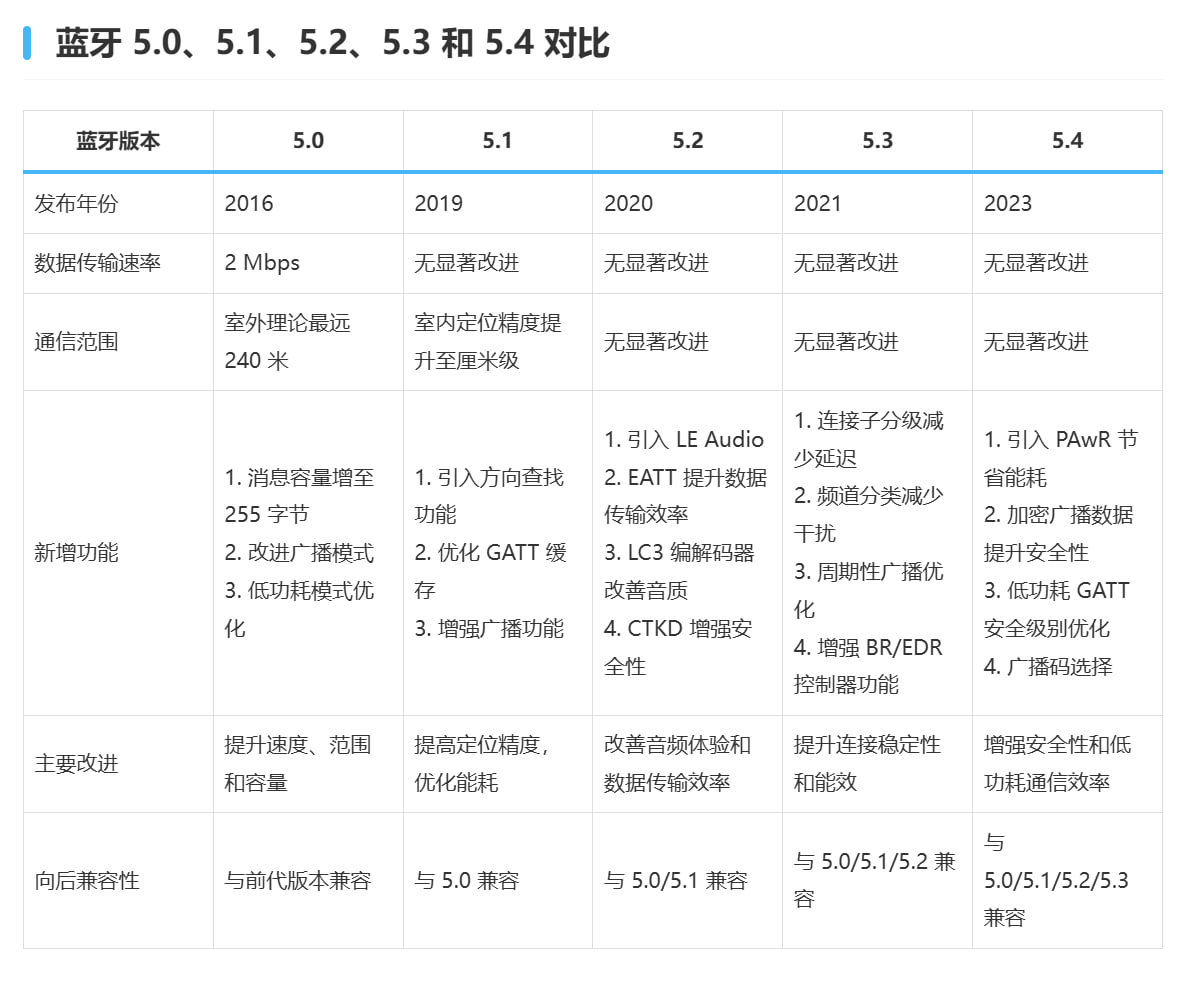 蓝牙 5.0、5.1、5.2、5.3 和 5.4 对比
蓝牙版本 5.0 5.1 5.2 5.3 5.4
发布年份 2016 2019 2020 2021 2023
数据传输速率 2 Mbps 无显著改进 无显著改进 无显著改进 无显著改进
通信范围
室外理论最远
240 米
室内定位精度提
升至厘米级
无显著改进
无显著改进
无显著改进
新增功能
1. 消息容量增至
255 字节
2. 改进广播模式
3. 低功耗模式优
化
1. 引入方向查找
功能
2. 优化 GATT 缓
存
3. 增强广播功能
1. 引入 LE Audio
2. EATT 提升数据
传输效率
3. LC3 编解码器
改善音质
4. CTKD 增强安
全性
1. 连接子分级减
少延迟
2. 频道分类减少
干扰
3. 周期性广播优
化
4. 增强 BR/EDR
控制器功能
1. 引入 PAwR 节
省能耗
2. 加密广播数据
提升安全性
3. 低功耗 GATT
安全级别优化
4. 广播码选择
主要改进
提升速度、范围
和容量
提高定位精度，
优化能耗
改善音频体验和
数据传输效率
提升连接稳定性
和能效
增强安全性和低
功耗通信效率
向后兼容性
与前代版本兼容
与 5.0 兼容
与 5.0/5.1 兼容
与 5.0/5.1/5.2 兼
容
与
5.0/5.1/5.2/5.3
兼容